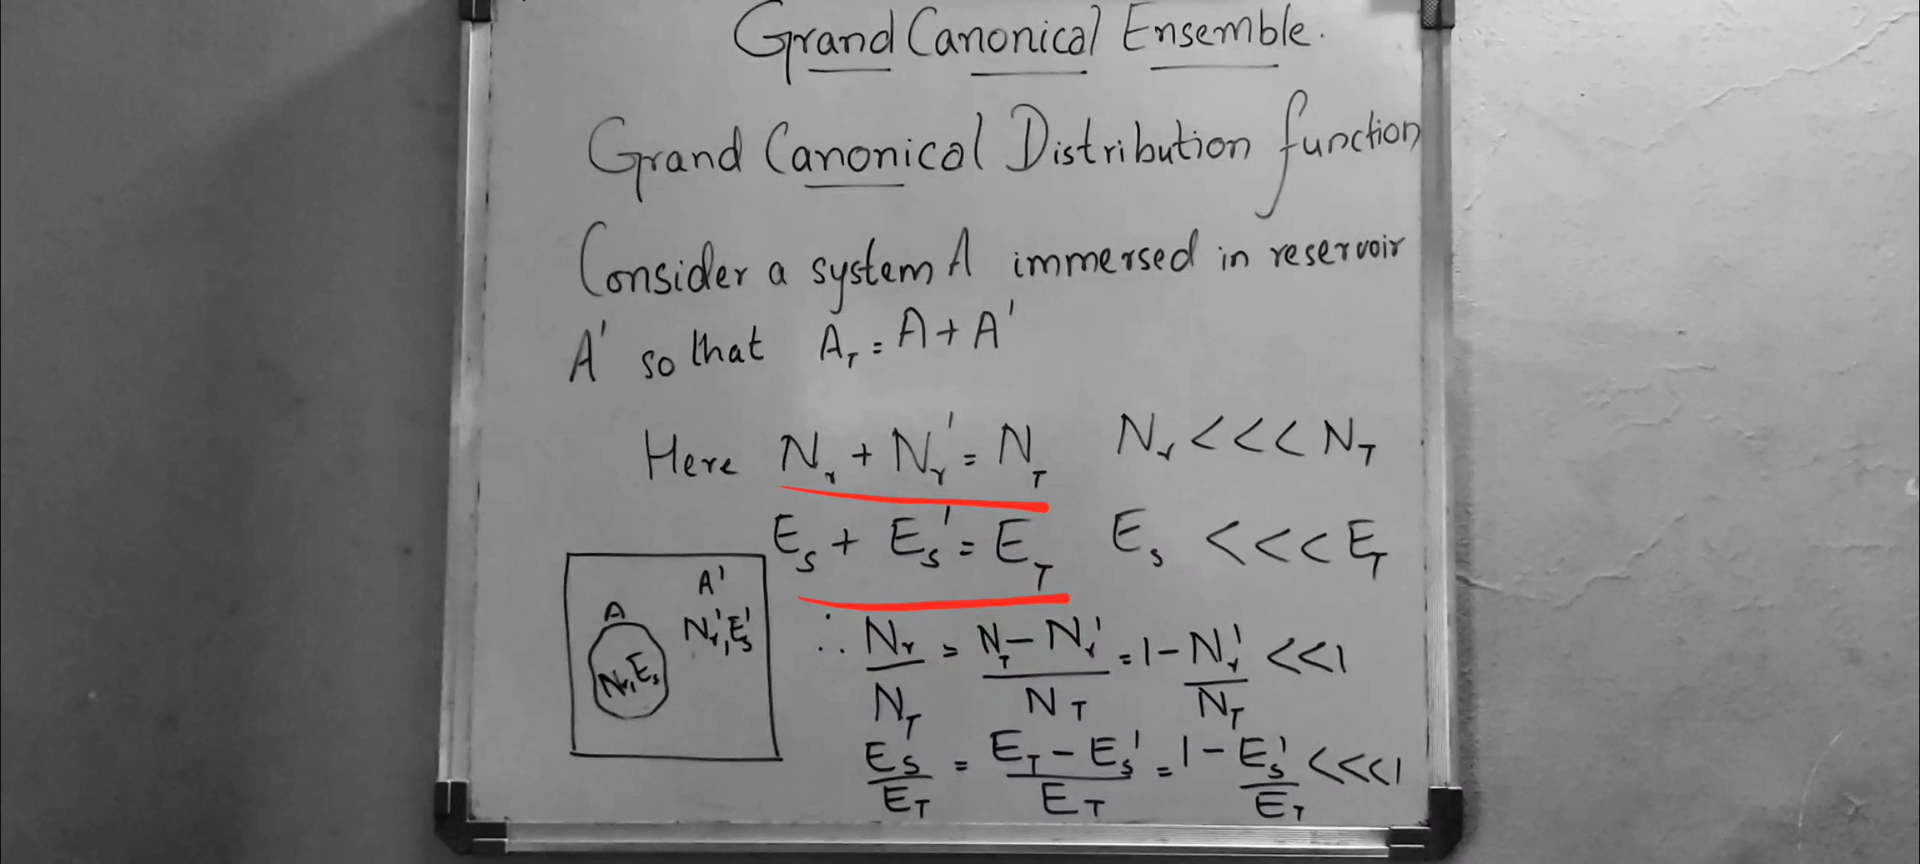 Grand Canonical Ensemble.
Grand Canonical Distribution function
Consider a system A immersed in reservoir
A' so that A_T = A + A'
Here N_r + N_r' = N_T    N_r <<< N_T
E_s + E_s' = E_T    E_s <<< E_T
A'
A
N_r', E_s'
N_r, E_s
∴ N_r/N_T = (N_T - N_r')/N_T = 1 - N_r'/N_T <<1
E_s/E_T = (E_T - E_s')/E_T = 1 - E_s'/E_T <<<1